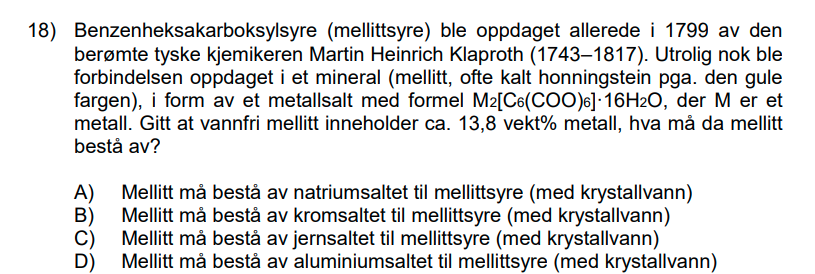 18) Benzenheksakarboksylsyre (mellittsyre) ble oppdaget allerede i 1799 av den
berømte tyske kjemikeren Martin Heinrich Klaproth (1743–1817). Utrolig nok ble
forbindelsen oppdaget i et mineral (mellitt, ofte kalt honningstein pga. den gule
fargen), i form av et metallsalt med formel M2[C6(COO)6]·16H2O, der M er et
metall. Gitt at vannfri mellitt inneholder ca. 13,8 vekt% metall, hva må da mellitt
bestå av?
A) Mellitt må bestå av natriumsaltet til mellittsyre (med krystallvann)
B) Mellitt må bestå av kromsaltet til mellittsyre (med krystallvann)
C) Mellitt må bestå av jernsaltet til mellittsyre (med krystallvann)
D) Mellitt må bestå av aluminiumsaltet til mellittsyre (med krystallvann)